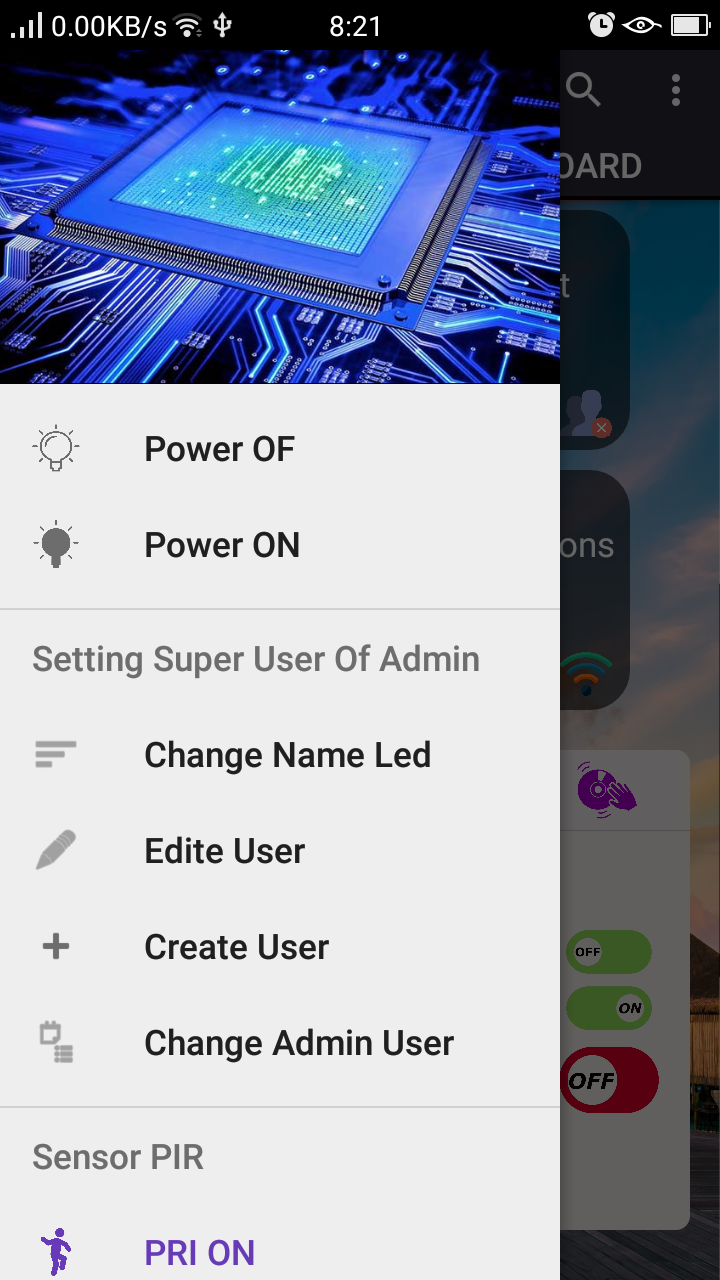 0.00KB/s 8:21
OARD
t
Power OF
Power ON
ons
Setting Super User Of Admin
Change Name Led
Edite User
Create User
OFF
ON
Change Admin User
OFF
Sensor PIR
PRI ON